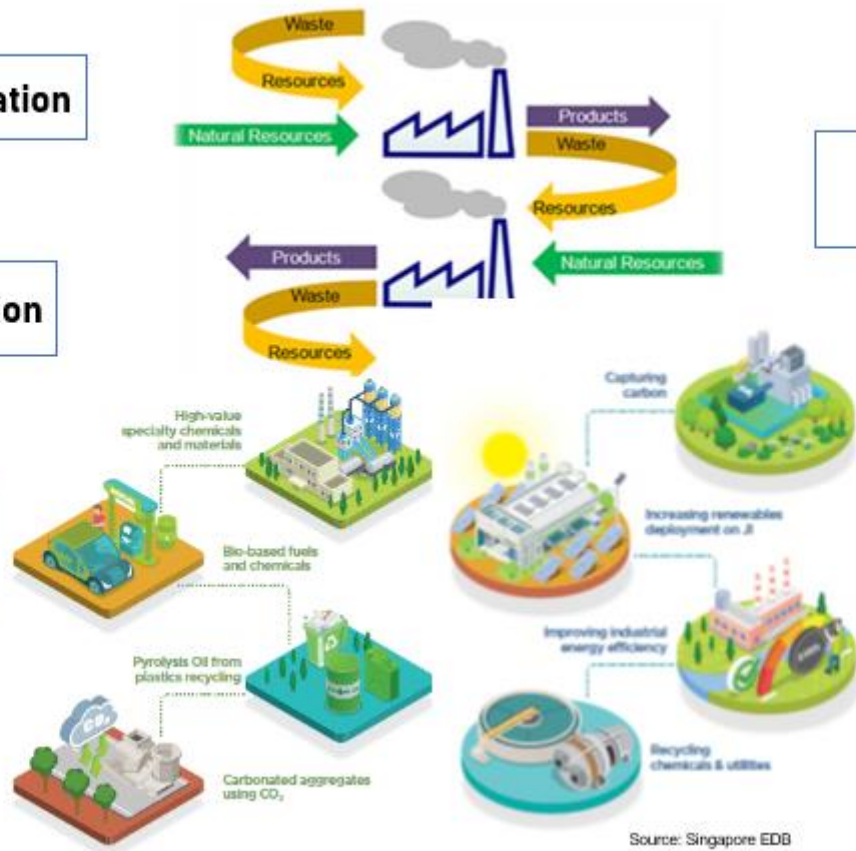 Waste
ation
Resources
Natural Resources
Products
Waste
Resources
Products
Natural Resources
Waste
on
Resources
High-value
specialty chemicals
and materials
Bio-based fuels
and chemicals
Pyrolysis Oil from
plastics recycling
CO₂
Carbonated aggregates
using CO₂
Capturing
carbon
Increasing renewables
deployment on JI
Improving industrial
energy efficiency
Recycling
chemicals & utilities
Source: Singapore EDB